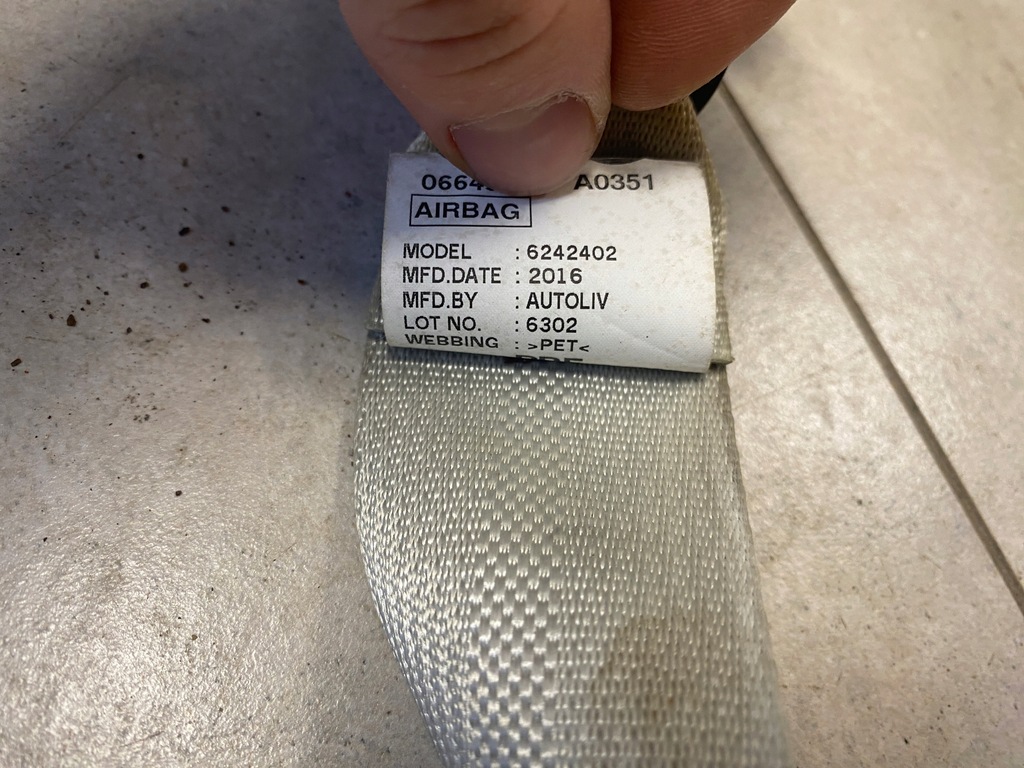 A0351
AIRBAG
MODEL : 6242402
MFD.DATE : 2016
MFD.BY : AUTOLIV
LOT NO. : 6302
WEBBING : >PET<